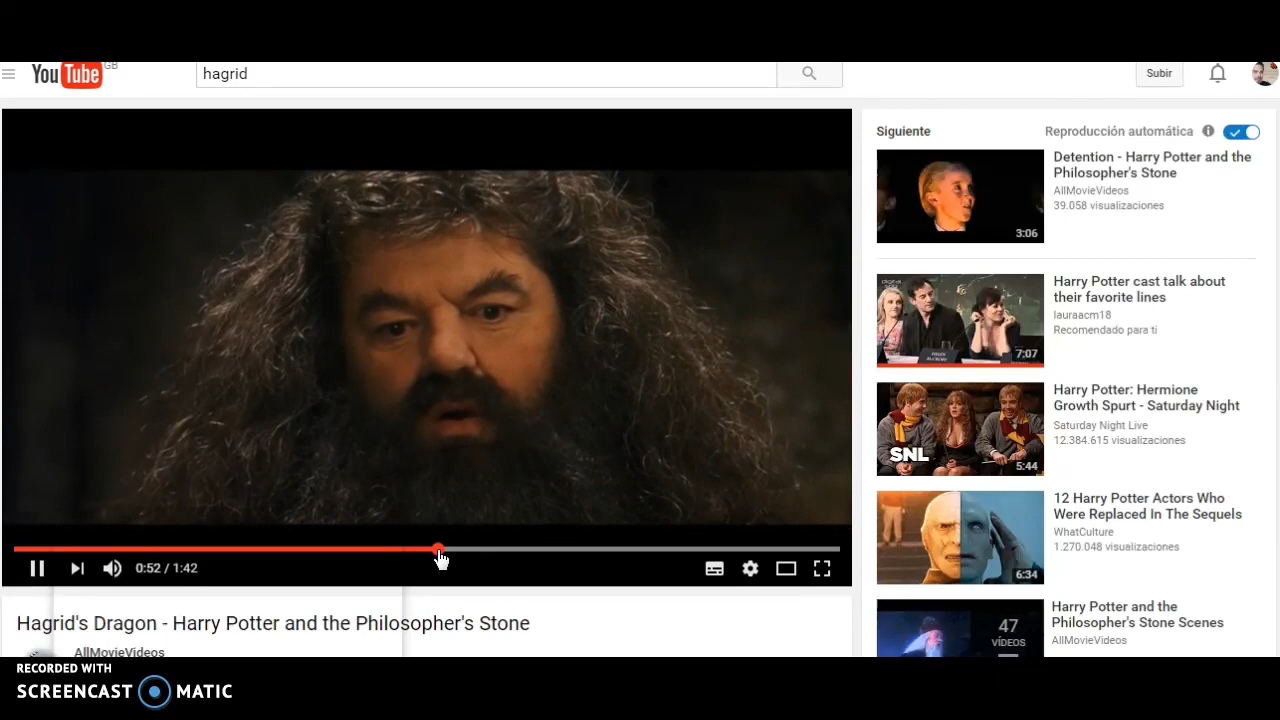 YouTube GB
hagrid
Subir
Siguiente
Reproducción automática
Detention - Harry Potter and the
Philosopher's Stone
AllMovieVideos
39.058 visualizaciones
3:06
Harry Potter cast talk about
their favorite lines
lauraacm18
Recomendado para ti
7:07
Harry Potter: Hermione
Growth Spurt - Saturday Night
Saturday Night Live
12.384.615 visualizaciones
SNL
5:44
12 Harry Potter Actors Who
Were Replaced In The Sequels
WhatCulture
1.270.048 visualizaciones
6:34
Harry Potter and the
Philosopher's Stone Scenes
AllMovieVideos
47
VÍDEOS
0:52 / 1:42
Hagrid's Dragon - Harry Potter and the Philosopher's Stone
AllMovieVideos
RECORDED WITH
SCREENCAST MATIC